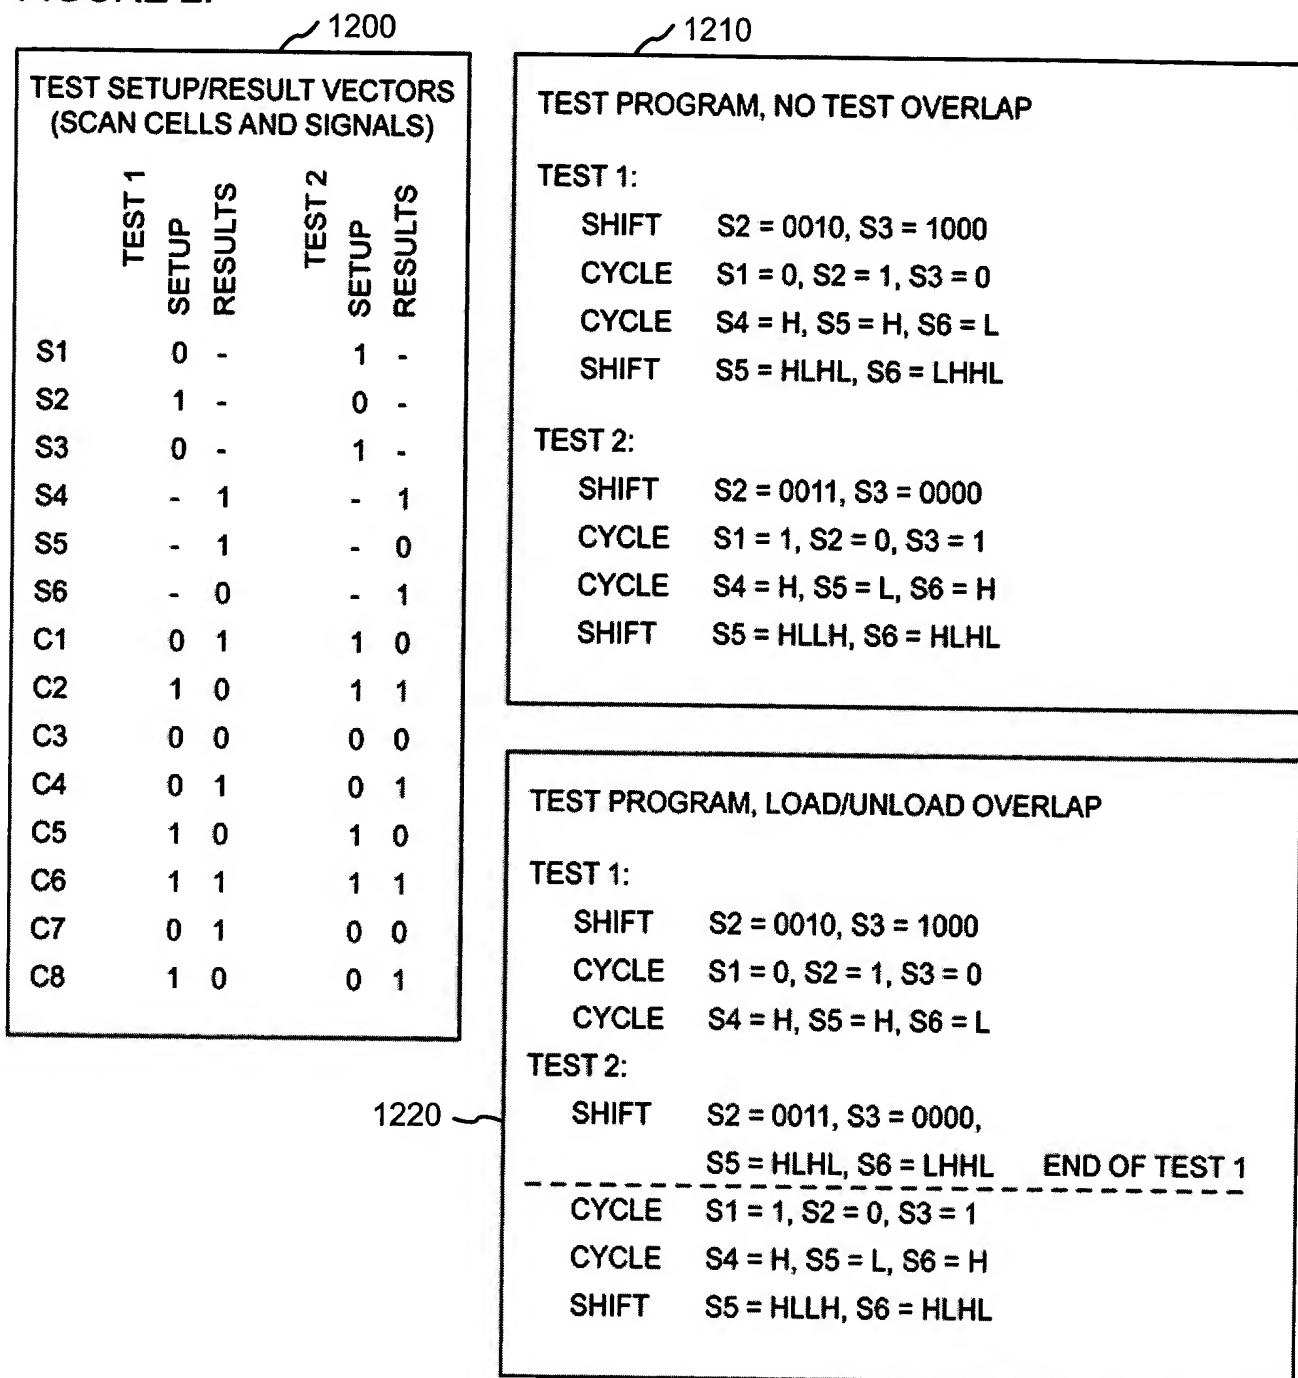 1200
TEST SETUP/RESULT VECTORS
(SCAN CELLS AND SIGNALS)
TEST 1 SETUP RESULTS TEST 2 SETUP RESULTS
S1 0 - 1 -
S2 1 - 0 -
S3 0 - 1 -
S4 - 1 - 1
S5 - 1 - 0
S6 - 0 - 1
C1 0 1 1 0
C2 1 0 1 1
C3 0 0 0 0
C4 0 1 0 1
C5 1 0 1 0
C6 1 1 1 1
C7 0 1 0 0
C8 1 0 0 1
1210
TEST PROGRAM, NO TEST OVERLAP
TEST 1:
SHIFT S2 = 0010, S3 = 1000
CYCLE S1 = 0, S2 = 1, S3 = 0
CYCLE S4 = H, S5 = H, S6 = L
SHIFT S5 = HLHL, S6 = LHHL
TEST 2:
SHIFT S2 = 0011, S3 = 0000
CYCLE S1 = 1, S2 = 0, S3 = 1
CYCLE S4 = H, S5 = L, S6 = H
SHIFT S5 = HLLH, S6 = HLHL
1220
TEST PROGRAM, LOAD/UNLOAD OVERLAP
TEST 1:
SHIFT S2 = 0010, S3 = 1000
CYCLE S1 = 0, S2 = 1, S3 = 0
CYCLE S4 = H, S5 = H, S6 = L
TEST 2:
SHIFT S2 = 0011, S3 = 0000,
S5 = HLHL, S6 = LHHL END OF TEST 1
CYCLE S1 = 1, S2 = 0, S3 = 1
CYCLE S4 = H, S5 = L, S6 = H
SHIFT S5 = HLLH, S6 = HLHL